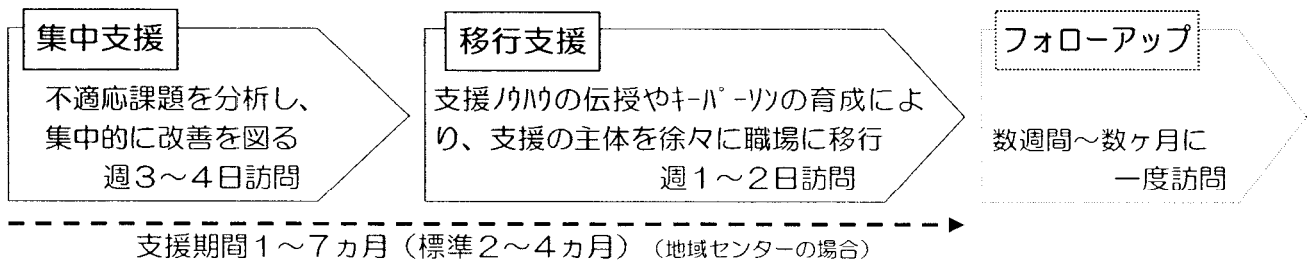 集中支援
不適応課題を分析し、
集中的に改善を図る
週３～４日訪問
移行支援
支援ﾉｳﾊｳの伝授やｷｰﾊﾟｰｿﾝの育成によ
り、支援の主体を徐々に職場に移行
週１～２日訪問
フォローアップ
数週間～数ヶ月に
一度訪問
支援期間１～７ヵ月（標準２～４ヵ月）（地域センターの場合）